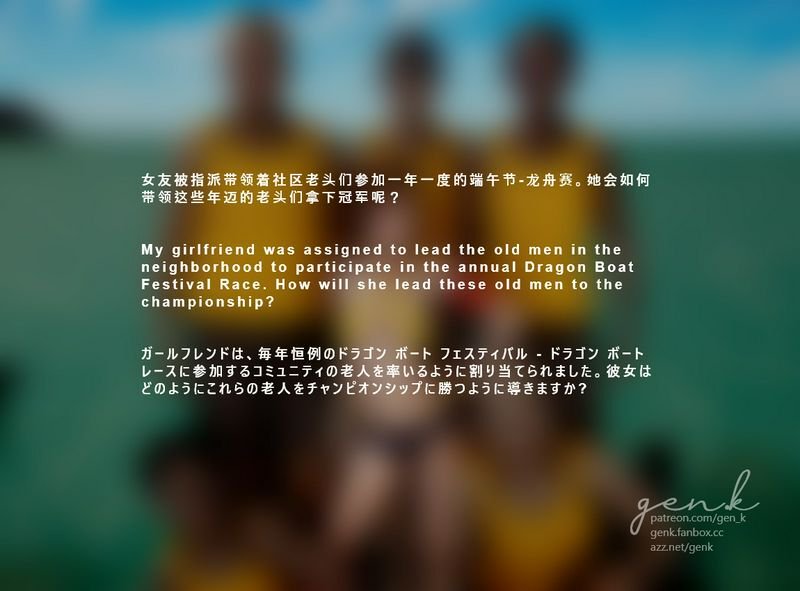 女友被指派带领着社区老头们参加一年一度的端午节-龙舟赛。她会如何
带领这些年迈的老头们拿下冠军呢？
My girlfriend was assigned to lead the old men in the
neighborhood to participate in the annual Dragon Boat
Festival Race. How will she lead these old men to the
championship?
ガールフレンドは、毎年恒例のドラゴン ボート フェスティバル - ドラゴン ボート
レースに参加するコミュニティの老人を率いるように割り当てられました。彼女は
どのようにこれらの老人をチャンピオンシップに勝つように導きますか?
gen.k
patreon.com/gen_k
genk.fanbox.cc
azz.net/genk